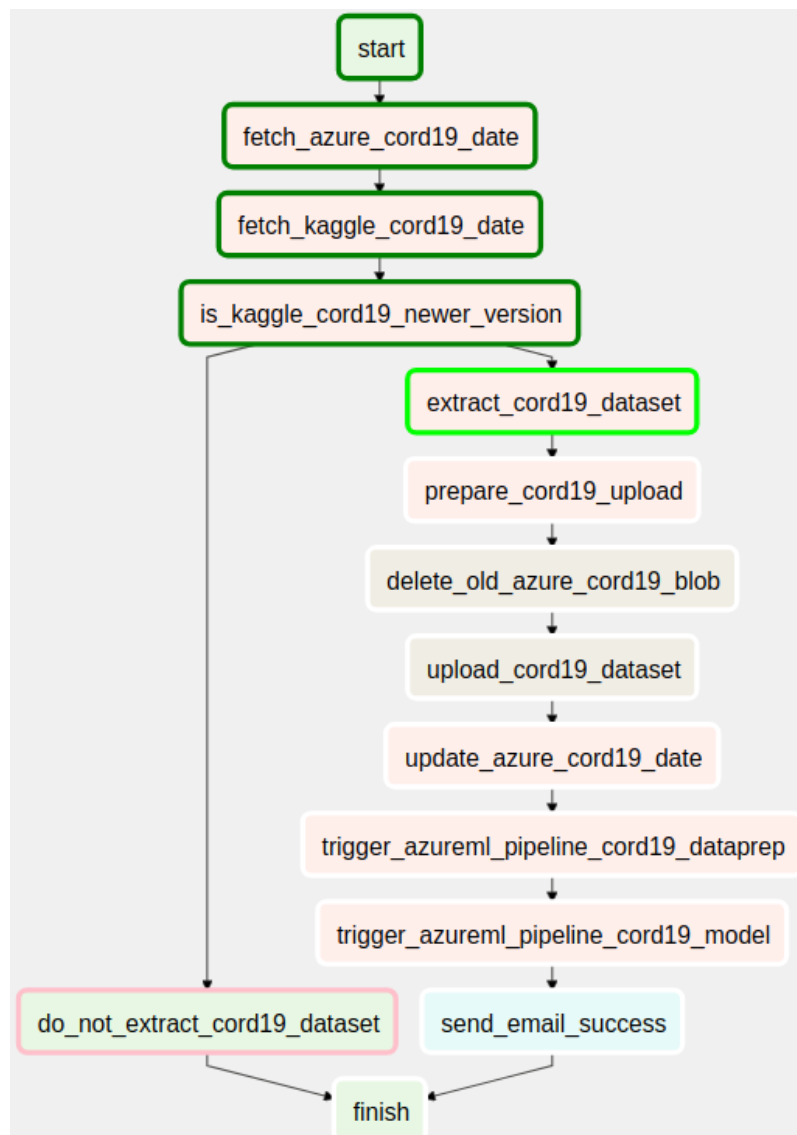 start
fetch_azure_cord19_date
fetch_kaggle_cord19_date
is_kaggle_cord19_newer_version
extract_cord19_dataset
prepare_cord19_upload
delete_old_azure_cord19_blob
upload_cord19_dataset
update_azure_cord19_date
trigger_azureml_pipeline_cord19_dataprep
trigger_azureml_pipeline_cord19_model
do_not_extract_cord19_dataset
send_email_success
finish